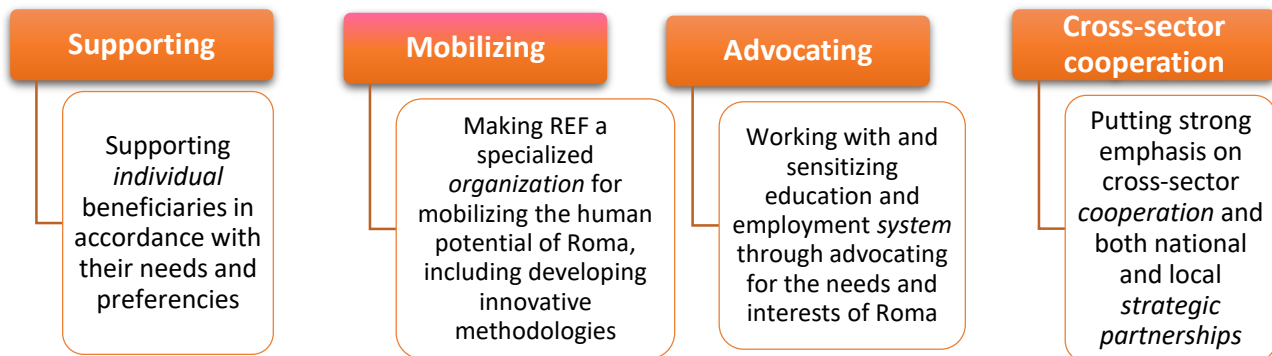 Supporting
Supporting
individual
beneficiaries in
accordance with
their needs and
preferencies
Mobilizing
Making REF a
specialized
organization for
mobilizing the human
potential of Roma,
including developing
innovative
methodologies
Advocating
Working with and
sensitizing
education and
employment system
through advocating
for the needs and
interests of Roma
Cross-sector
cooperation
Putting strong
emphasis on
cross-sector
cooperation and
both national
and local
strategic
partnerships